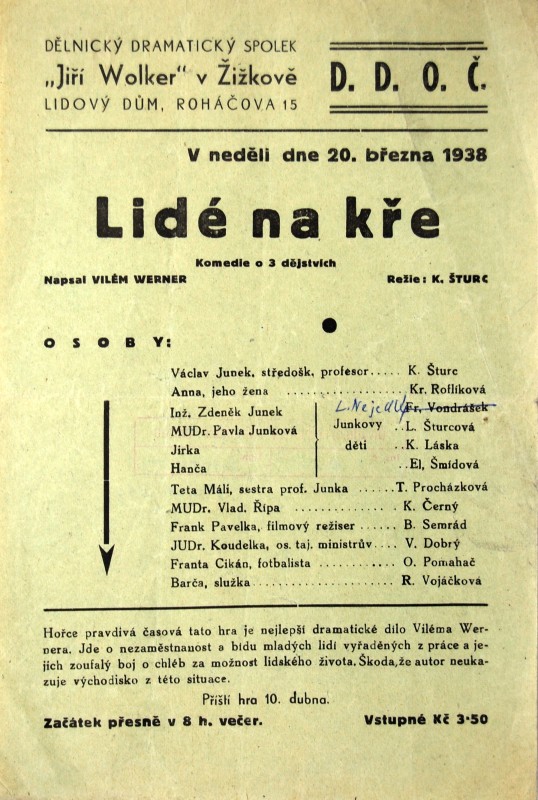 DĚLNICKÝ DRAMATICKÝ SPOLEK
„Jiří Wolker" v Žižkově
LIDOVÝ DŮM, ROHÁČOVA 15
D. D. O. Č.
V neděli dne 20. března 1938
Lidé na kře
Komedie o 3 dějstvích
Napsal VILÉM WERNER Režie: K. ŠTURC
OSOBY:
Václav Junek, středošk, profesor..... K. Šturc
Anna, jeho žena .................. Kr. Roflíková
Inž. Zdeněk Junek L. Nejedlý Fr. Vondrášek
MUDr. Pavla Junková Junkovy ..L. Šturcová
Jirka děti ..K. Láska
Hanča ..El, Šmídová
Teta Máli, sestra prof. Junka .....T. Procházková
MUDr. Vlad. Řípa .............. K. Černý
Frank Pavelka, filmový režiser ...... B. Semrád
JUDr. Koudelka, os. taj. ministrův.... V. Dobrý
Franta Cikán, fotbalista ........... O. Pomahač
Barča, služka..................... R. Vojáčková
Hořce pravdivá časová tato hra je nejlepší dramatické dílo Viléma Wer-
nera. Jde o nezaměstnanost a bídu mladých lidí vyřaděných z práce a je-
jich zoufalý boj o chléb za možnost lidského života. Škoda, že autor neuka-
zuje východisko z této situace.
Příští hra 10. dubna.
Začátek přesně v 8 h. večer. Vstupné Kč 3·50